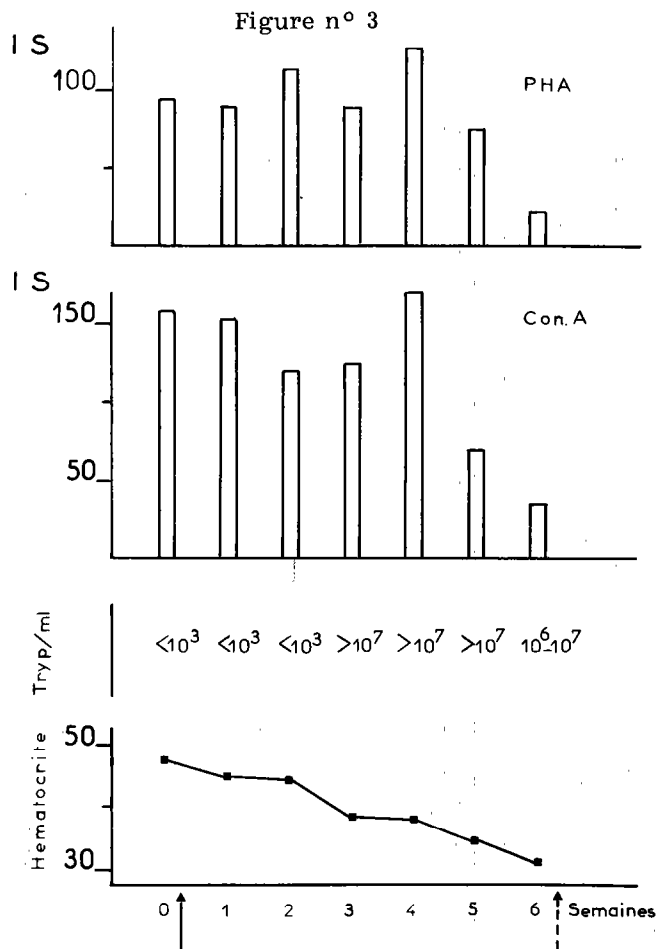 Figure nº 3
I S
100
PHA
I S
150
Con. A
50
Tryp/ml
<10³ <10³ <10³ >10⁷ >10⁷ >10⁷ 10⁶-10⁷
Hematocrite
50
30
0 1 2 3 4 5 6 Semaines